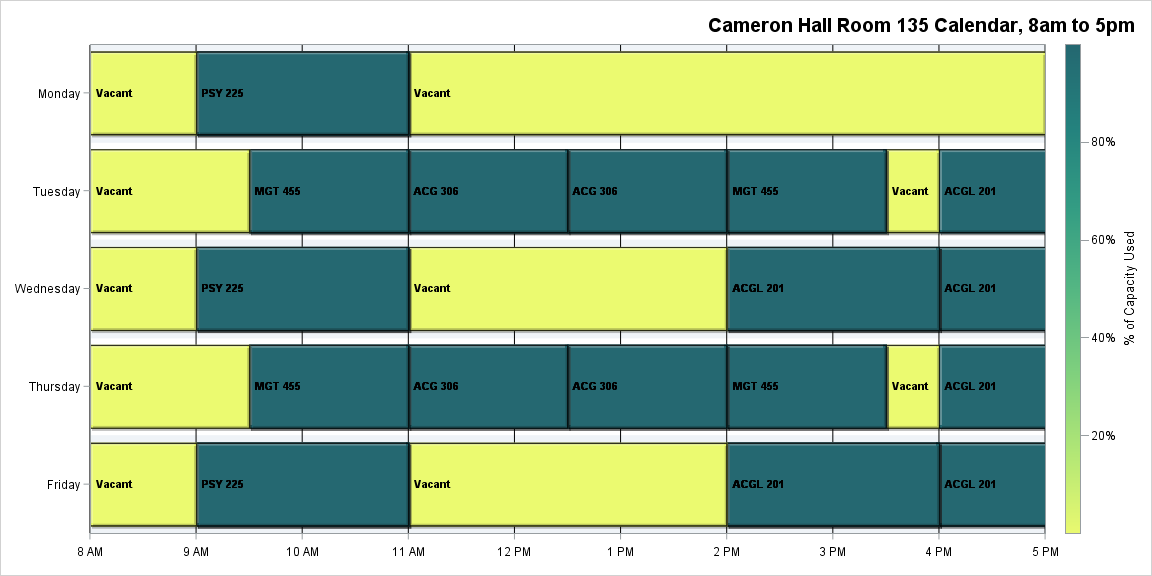 Cameron Hall Room 135 Calendar, 8am to 5pm
Monday
Vacant
PSY 225
Vacant
Tuesday
Vacant
MGT 455
ACG 306
ACG 306
MGT 455
Vacant
ACGL 201
Wednesday
Vacant
PSY 225
Vacant
ACGL 201
ACGL 201
Thursday
Vacant
MGT 455
ACG 306
ACG 306
MGT 455
Vacant
ACGL 201
Friday
Vacant
PSY 225
Vacant
ACGL 201
ACGL 201
8 AM
9 AM
10 AM
11 AM
12 PM
1 PM
2 PM
3 PM
4 PM
5 PM
80%
60%
40%
20%
% of Capacity Used